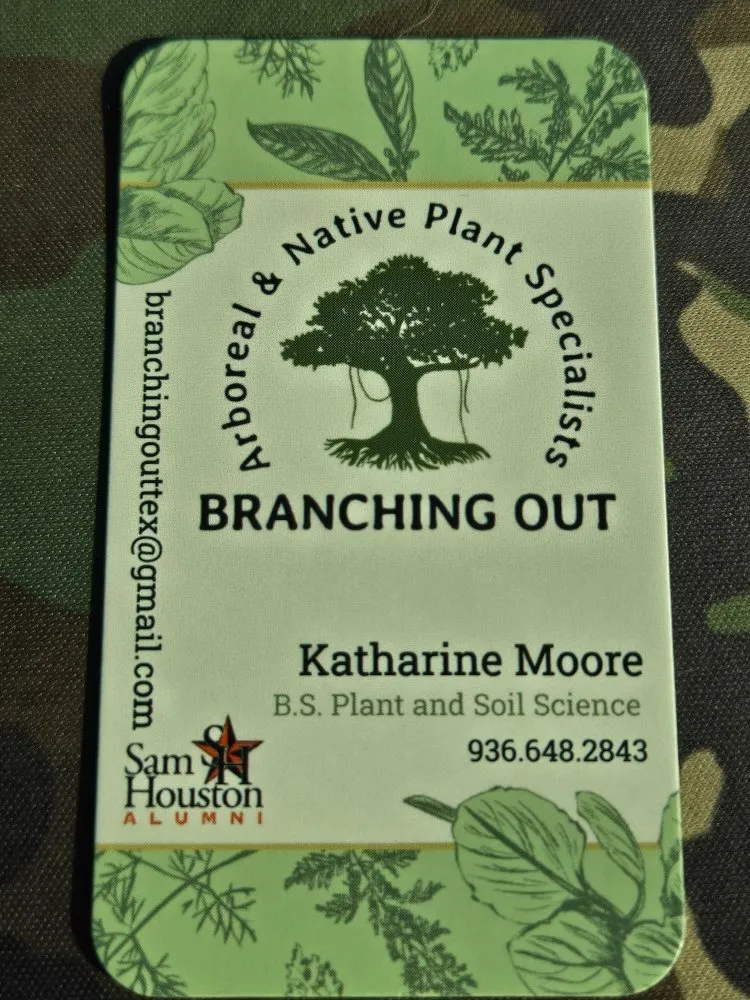 Arboreal & Native Plant Specialists
BRANCHING OUT
branchingouttex@gmail.com
Katharine Moore
B.S. Plant and Soil Science
936.648.2843
SH
Sam
Houston
ALUMNI